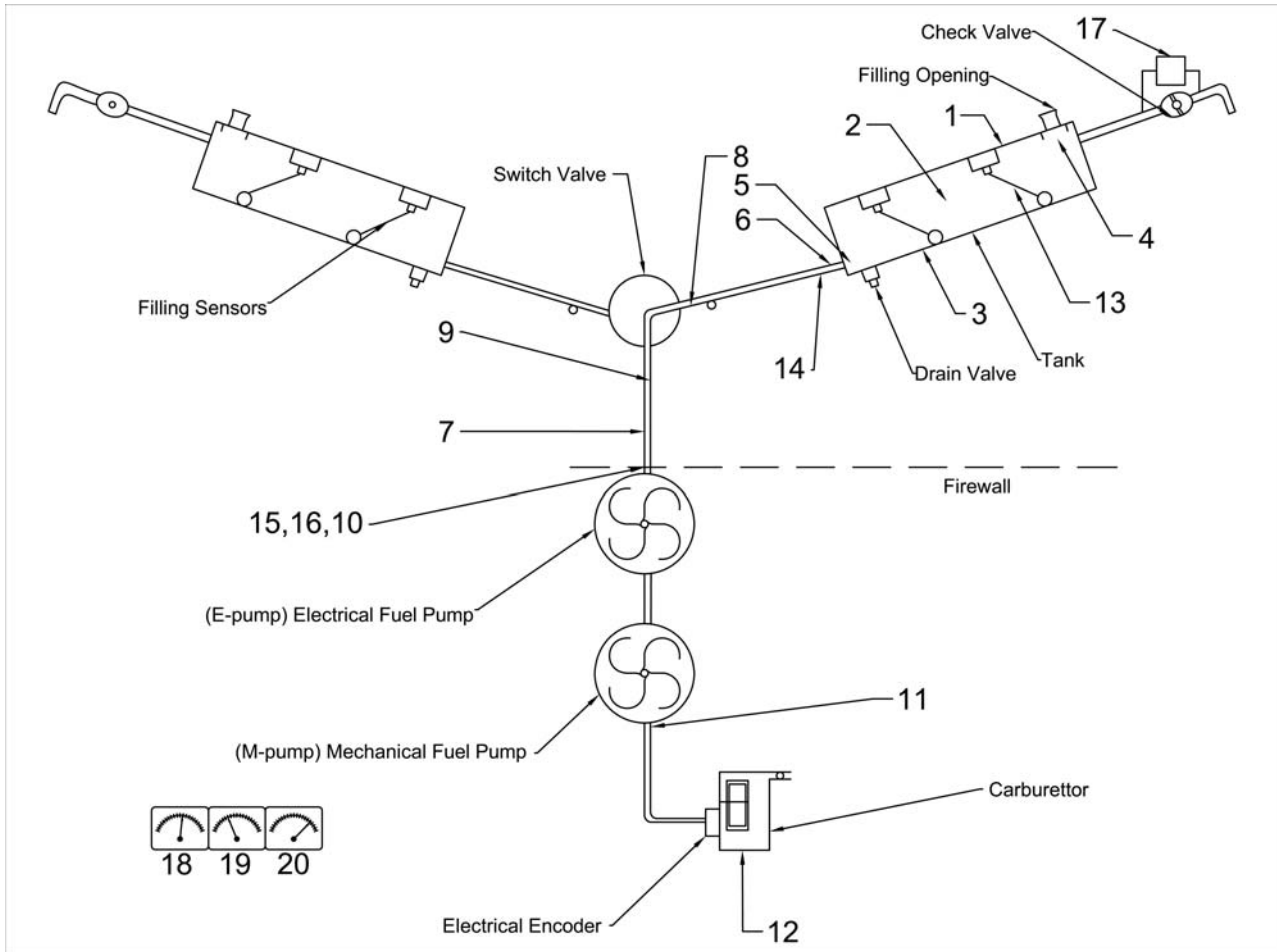 Check Valve
17
Filling Opening
1
2
8
Switch Valve
5
6
4
Filling Sensors
13
3
9
14
Tank
Drain Valve
7
Firewall
15,16,10
(E-pump) Electrical Fuel Pump
11
(M-pump) Mechanical Fuel Pump
Carburettor
18 19 20
Electrical Encoder
12